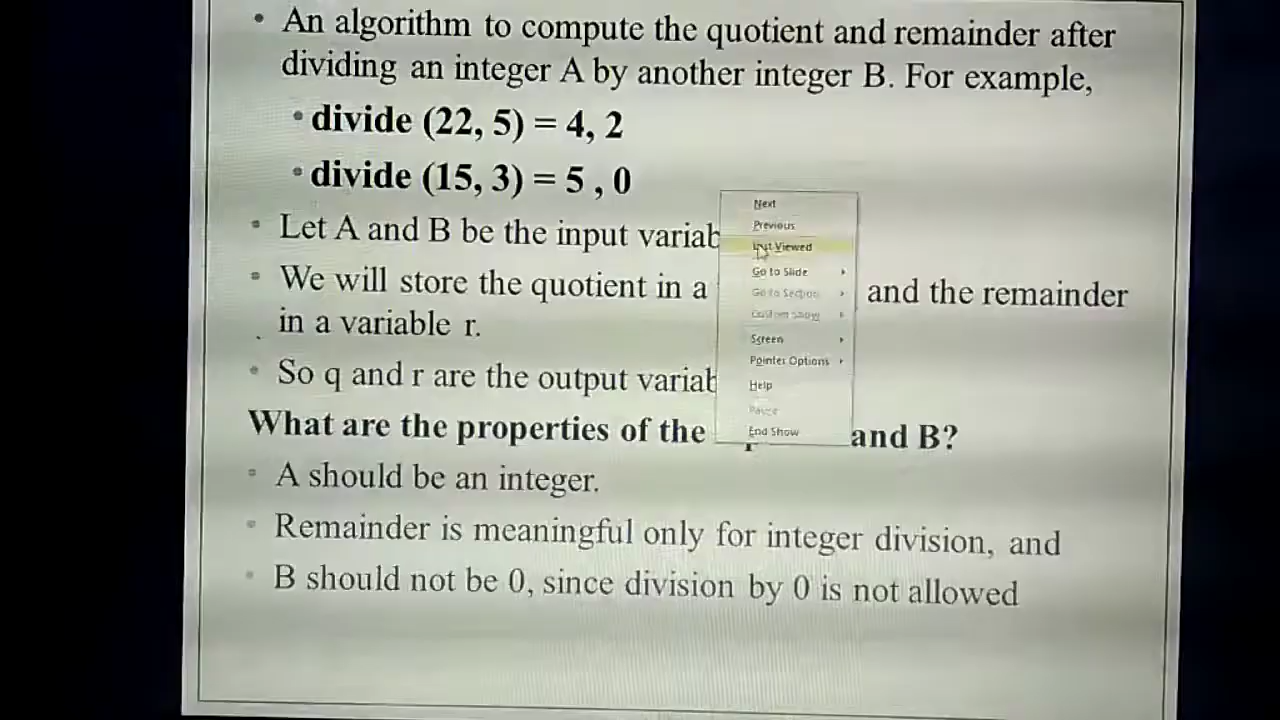 • An algorithm to compute the quotient and remainder after
dividing an integer A by another integer B. For example,
• divide (22, 5) = 4, 2
• divide (15, 3) = 5 , 0
• Let A and B be the input variab
• We will store the quotient in a and the remainder
in a variable r.
• So q and r are the output variab
What are the properties of the and B?
• A should be an integer.
• Remainder is meaningful only for integer division, and
• B should not be 0, since division by 0 is not allowed
Next
Previous
Last Viewed
Go to Slide
Go to Section
Custom Show
Screen
Pointer Options
Help
Pause
End Show